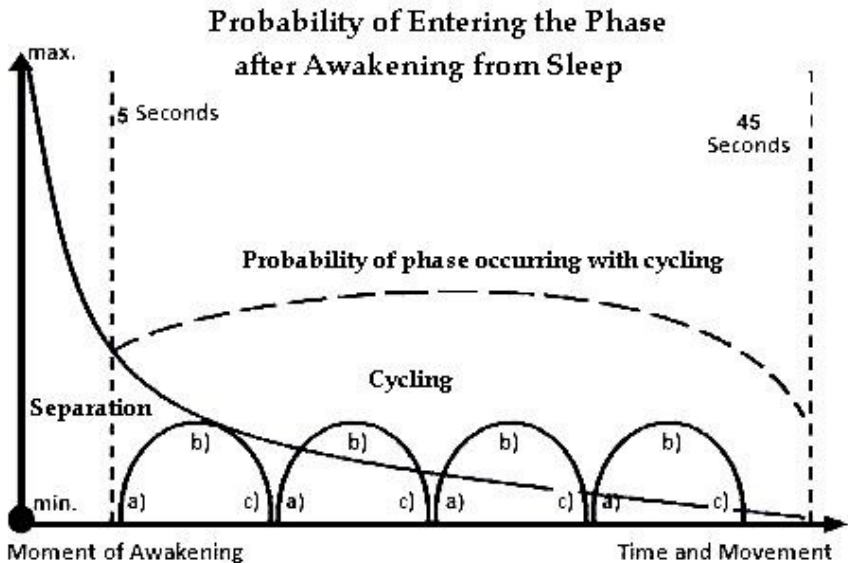 Probability of Entering the Phase
after Awakening from Sleep
max.
5 Seconds
45
Seconds
Probability of phase occurring with cycling
Cycling
Separation
b) b) b) b)
min. a) c) a) c) a) c) a) c)
Moment of Awakening Time and Movement